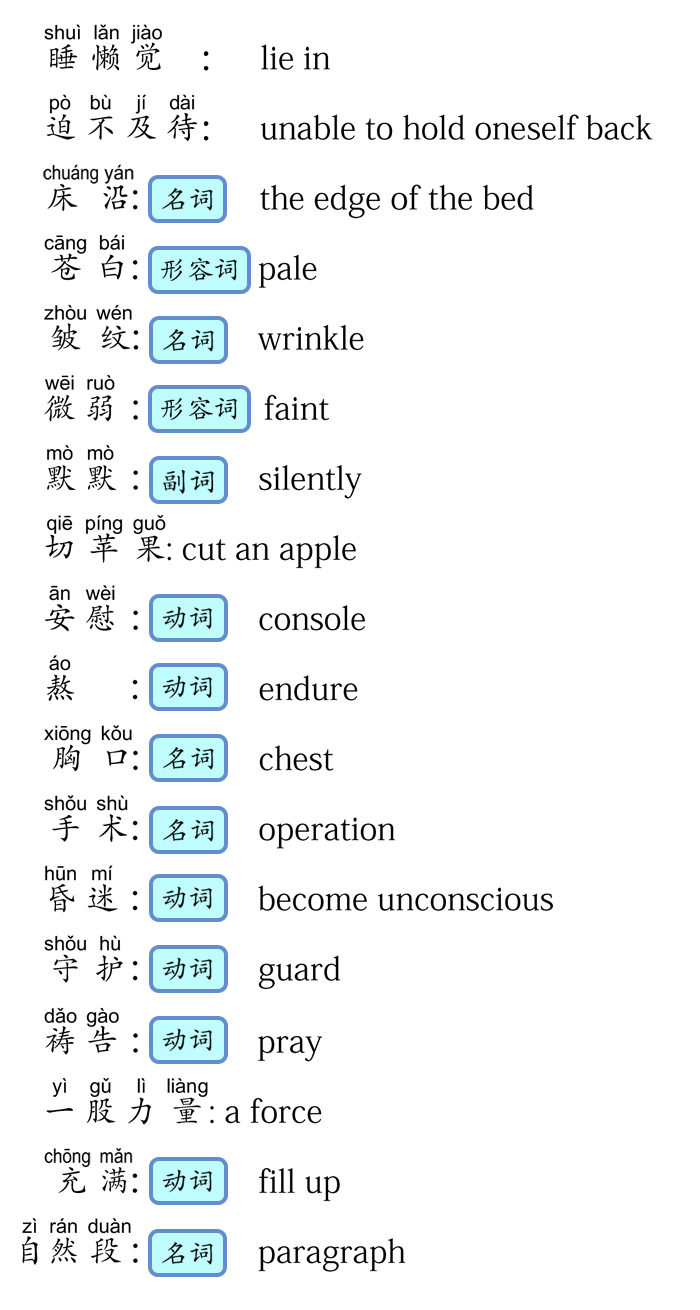 shuì lǎn jiào
睡 懒 觉 : lie in
pò bù jí dài
迫 不 及 待: unable to hold oneself back
chuáng yán
床 沿: 名词 the edge of the bed
cāng bái
苍 白: 形容词 pale
zhòu wén
皱 纹: 名词 wrinkle
wēi ruò
微 弱 : 形容词 faint
mò mò
默 默 : 副词 silently
qiē píng guǒ
切 苹 果: cut an apple
ān wèi
安 慰 : 动词 console
áo
熬 : 动词 endure
xiōng kǒu
胸 口: 名词 chest
shǒu shù
手 术: 名词 operation
hūn mí
昏 迷 : 动词 become unconscious
shǒu hù
守 护: 动词 guard
dǎo gào
祷 告 : 动词 pray
yì gǔ lì liàng
一 股 力 量: a force
chōng mǎn
充 满: 动词 fill up
zì rán duàn
自 然 段 : 名词 paragraph